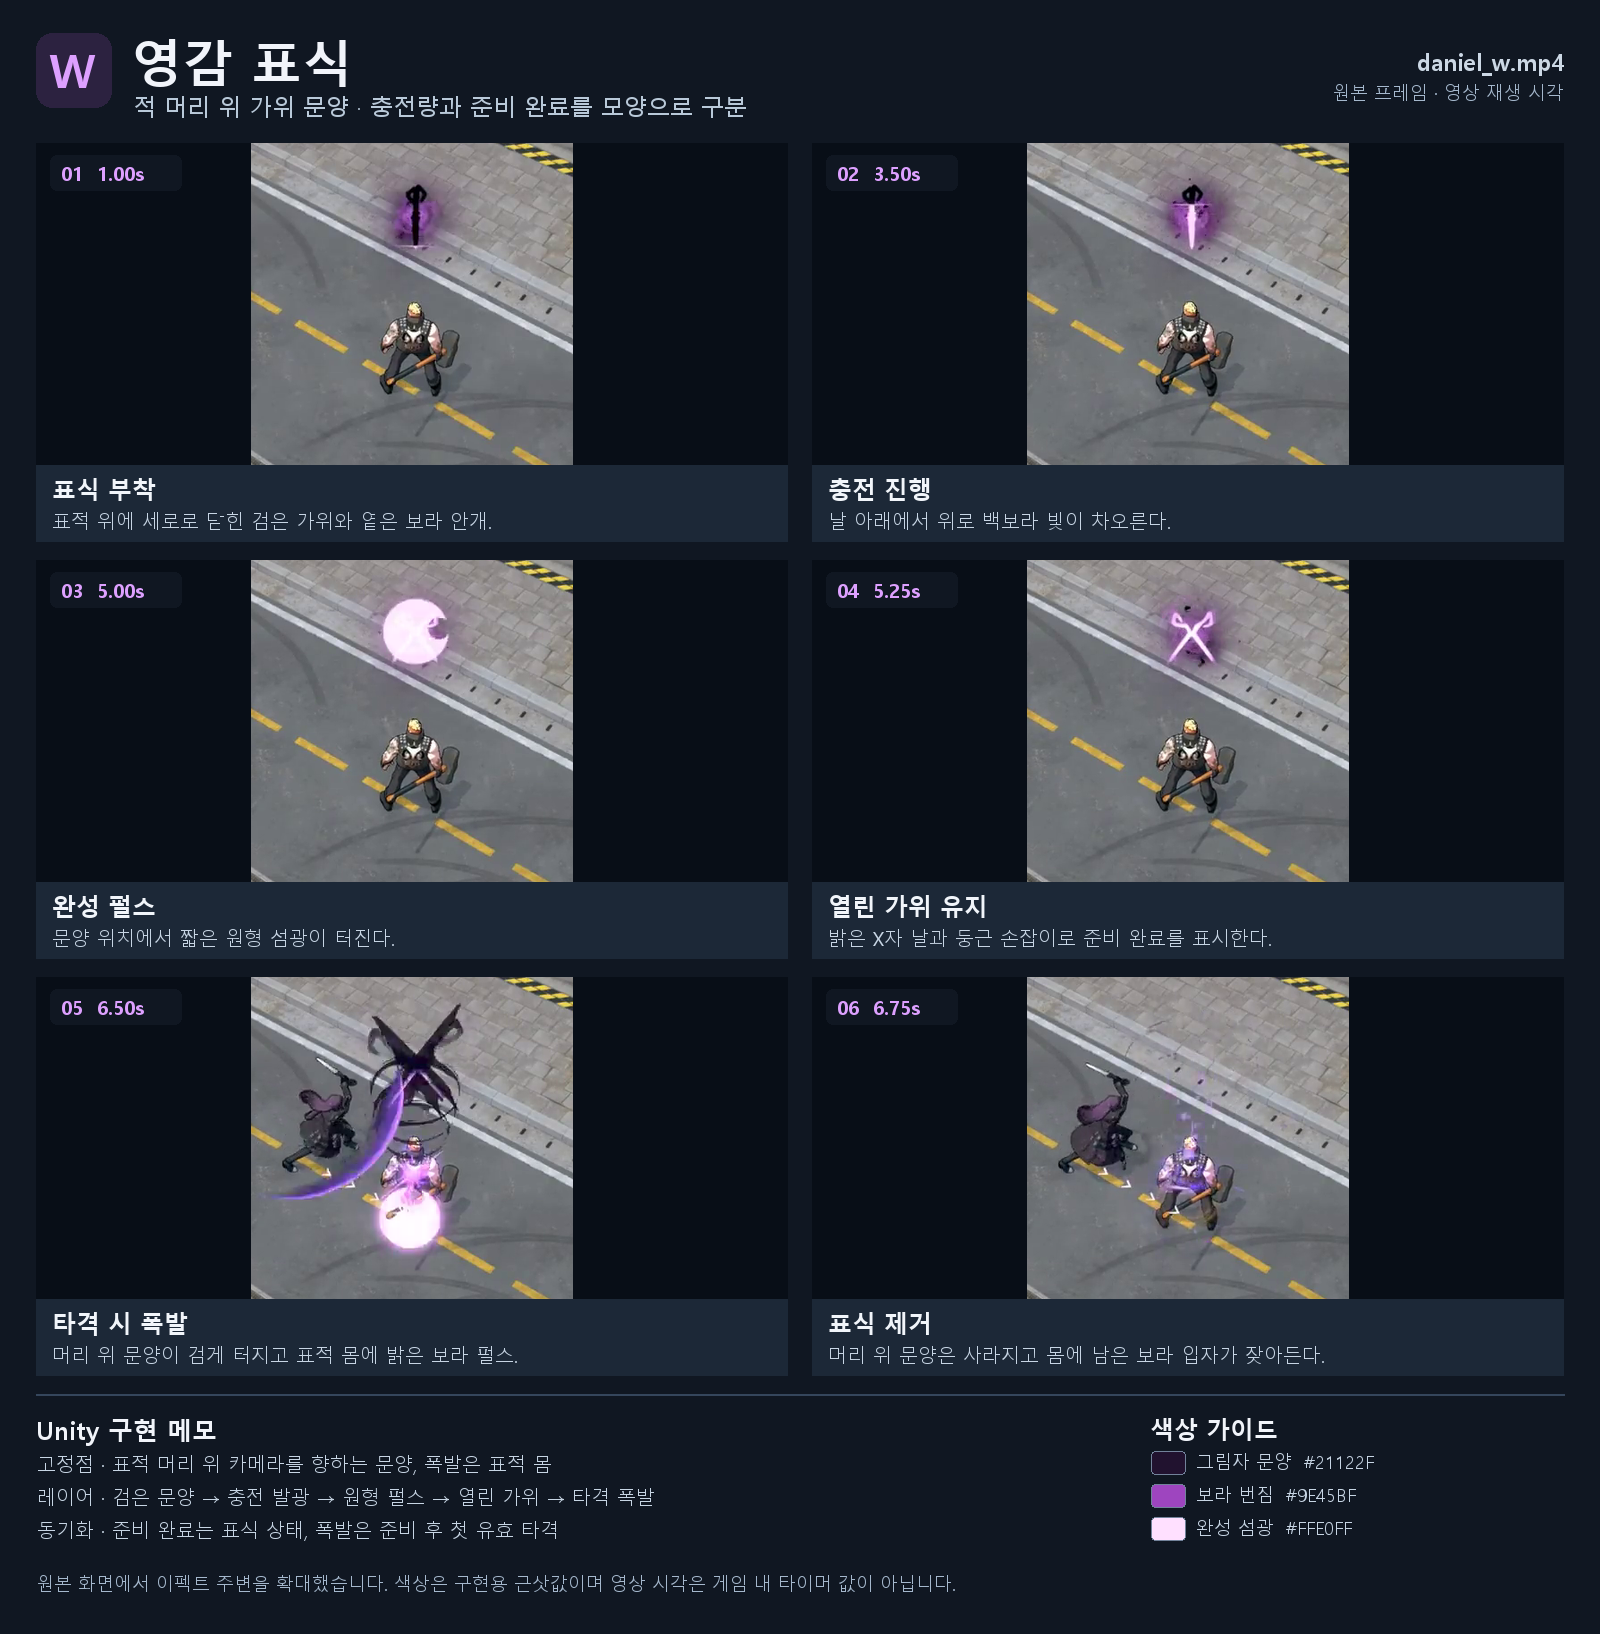 W
영감 표식
적 머리 위 가위 문양 · 충전량과 준비 완료를 모양으로 구분
daniel_w.mp4
원본 프레임 · 영상 재생 시각
01 1.00s
표식 부착
표적 위에 세로로 닫힌 검은 가위와 옅은 보라 안개.
02 3.50s
충전 진행
날 아래에서 위로 백보라 빛이 차오른다.
03 5.00s
완성 펄스
문양 위치에서 짧은 원형 섬광이 터진다.
04 5.25s
열린 가위 유지
밝은 X자 날과 둥근 손잡이로 준비 완료를 표시한다.
05 6.50s
타격 시 폭발
머리 위 문양이 검게 터지고 표적 몸에 밝은 보라 펄스.
06 6.75s
표식 제거
머리 위 문양은 사라지고 몸에 남은 보라 입자가 잦아든다.
Unity 구현 메모
고정점 · 표적 머리 위 카메라를 향하는 문양, 폭발은 표적 몸
레이어 · 검은 문양 → 충전 발광 → 원형 펄스 → 열린 가위 → 타격 폭발
동기화 · 준비 완료는 표식 상태, 폭발은 준비 후 첫 유효 타격
색상 가이드
그림자 문양 #21122F
보라 번짐 #9E45BF
완성 섬광 #FFE0FF
원본 화면에서 이펙트 주변을 확대했습니다. 색상은 구현용 근삿값이며 영상 시각은 게임 내 타이머 값이 아닙니다.